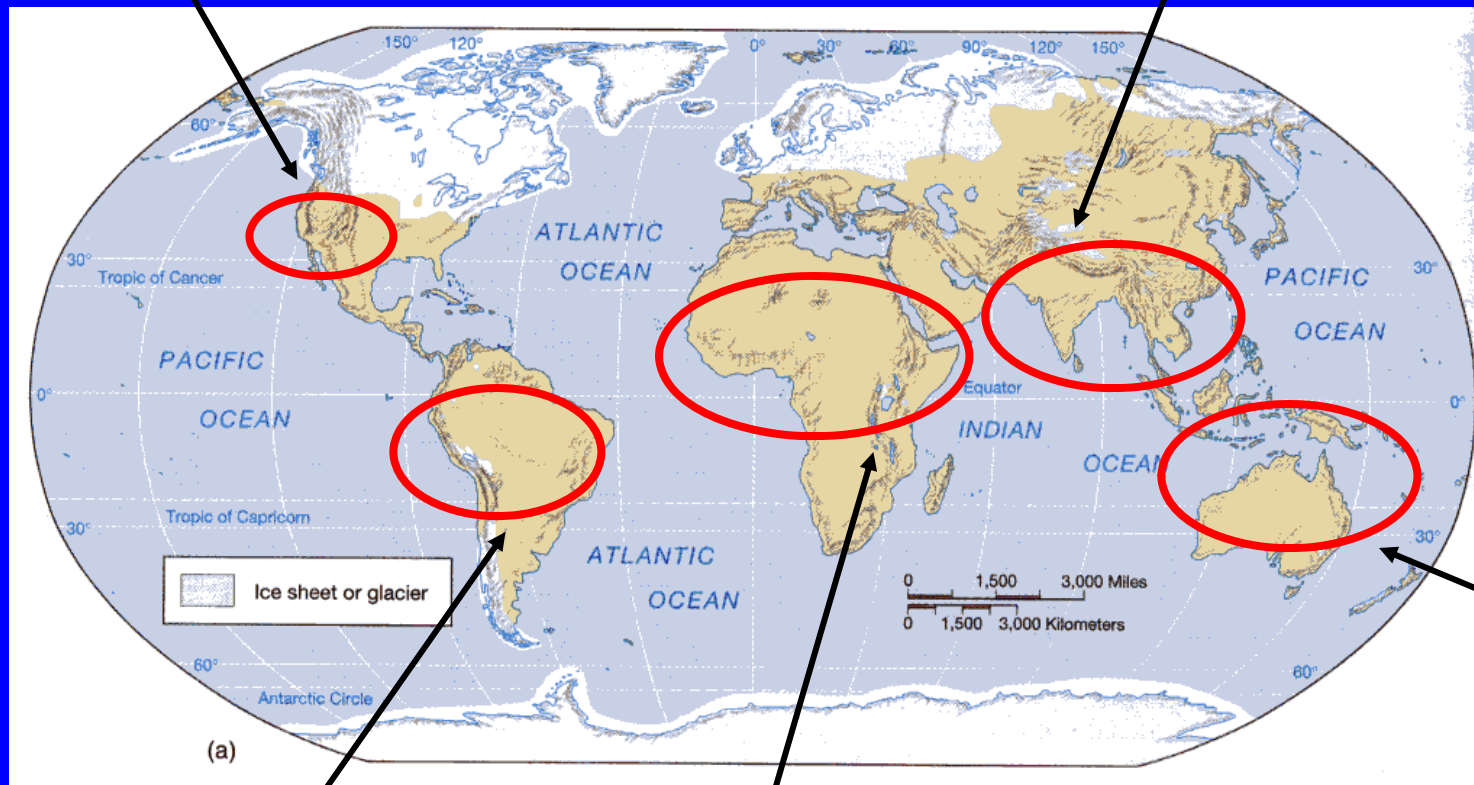 150° 120° 0° 30° 60° 90° 120° 150°
60°
ATLANTIC
OCEAN
30°
Tropic of Cancer
PACIFIC
30°
OCEAN
PACIFIC
OCEAN
0°
Equator
0°
INDIAN
OCEAN
Tropic of Capricorn
30°
30°
ATLANTIC
OCEAN
Ice sheet or glacier
0 1,500 3,000 Miles
0 1,500 3,000 Kilometers
60°
60°
Antarctic Circle
(a)